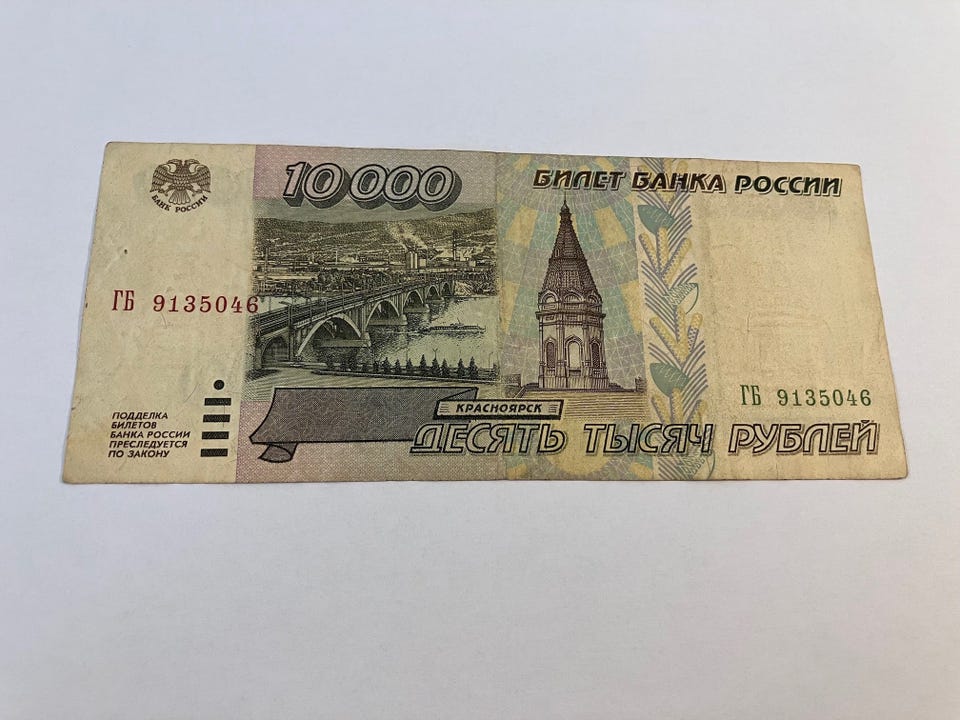 БАНК РОССИИ
10 000
БИЛЕТ БАНКА РОССИИ
ГБ 9135046
ГБ 9135046
ПОДДЕЛКА
БИЛЕТОВ
БАНКА РОССИИ
ПРЕСЛЕДУЕТСЯ
ПО ЗАКОНУ
КРАСНОЯРСК
ДЕСЯТЬ ТЫСЯЧ РУБЛЕЙ